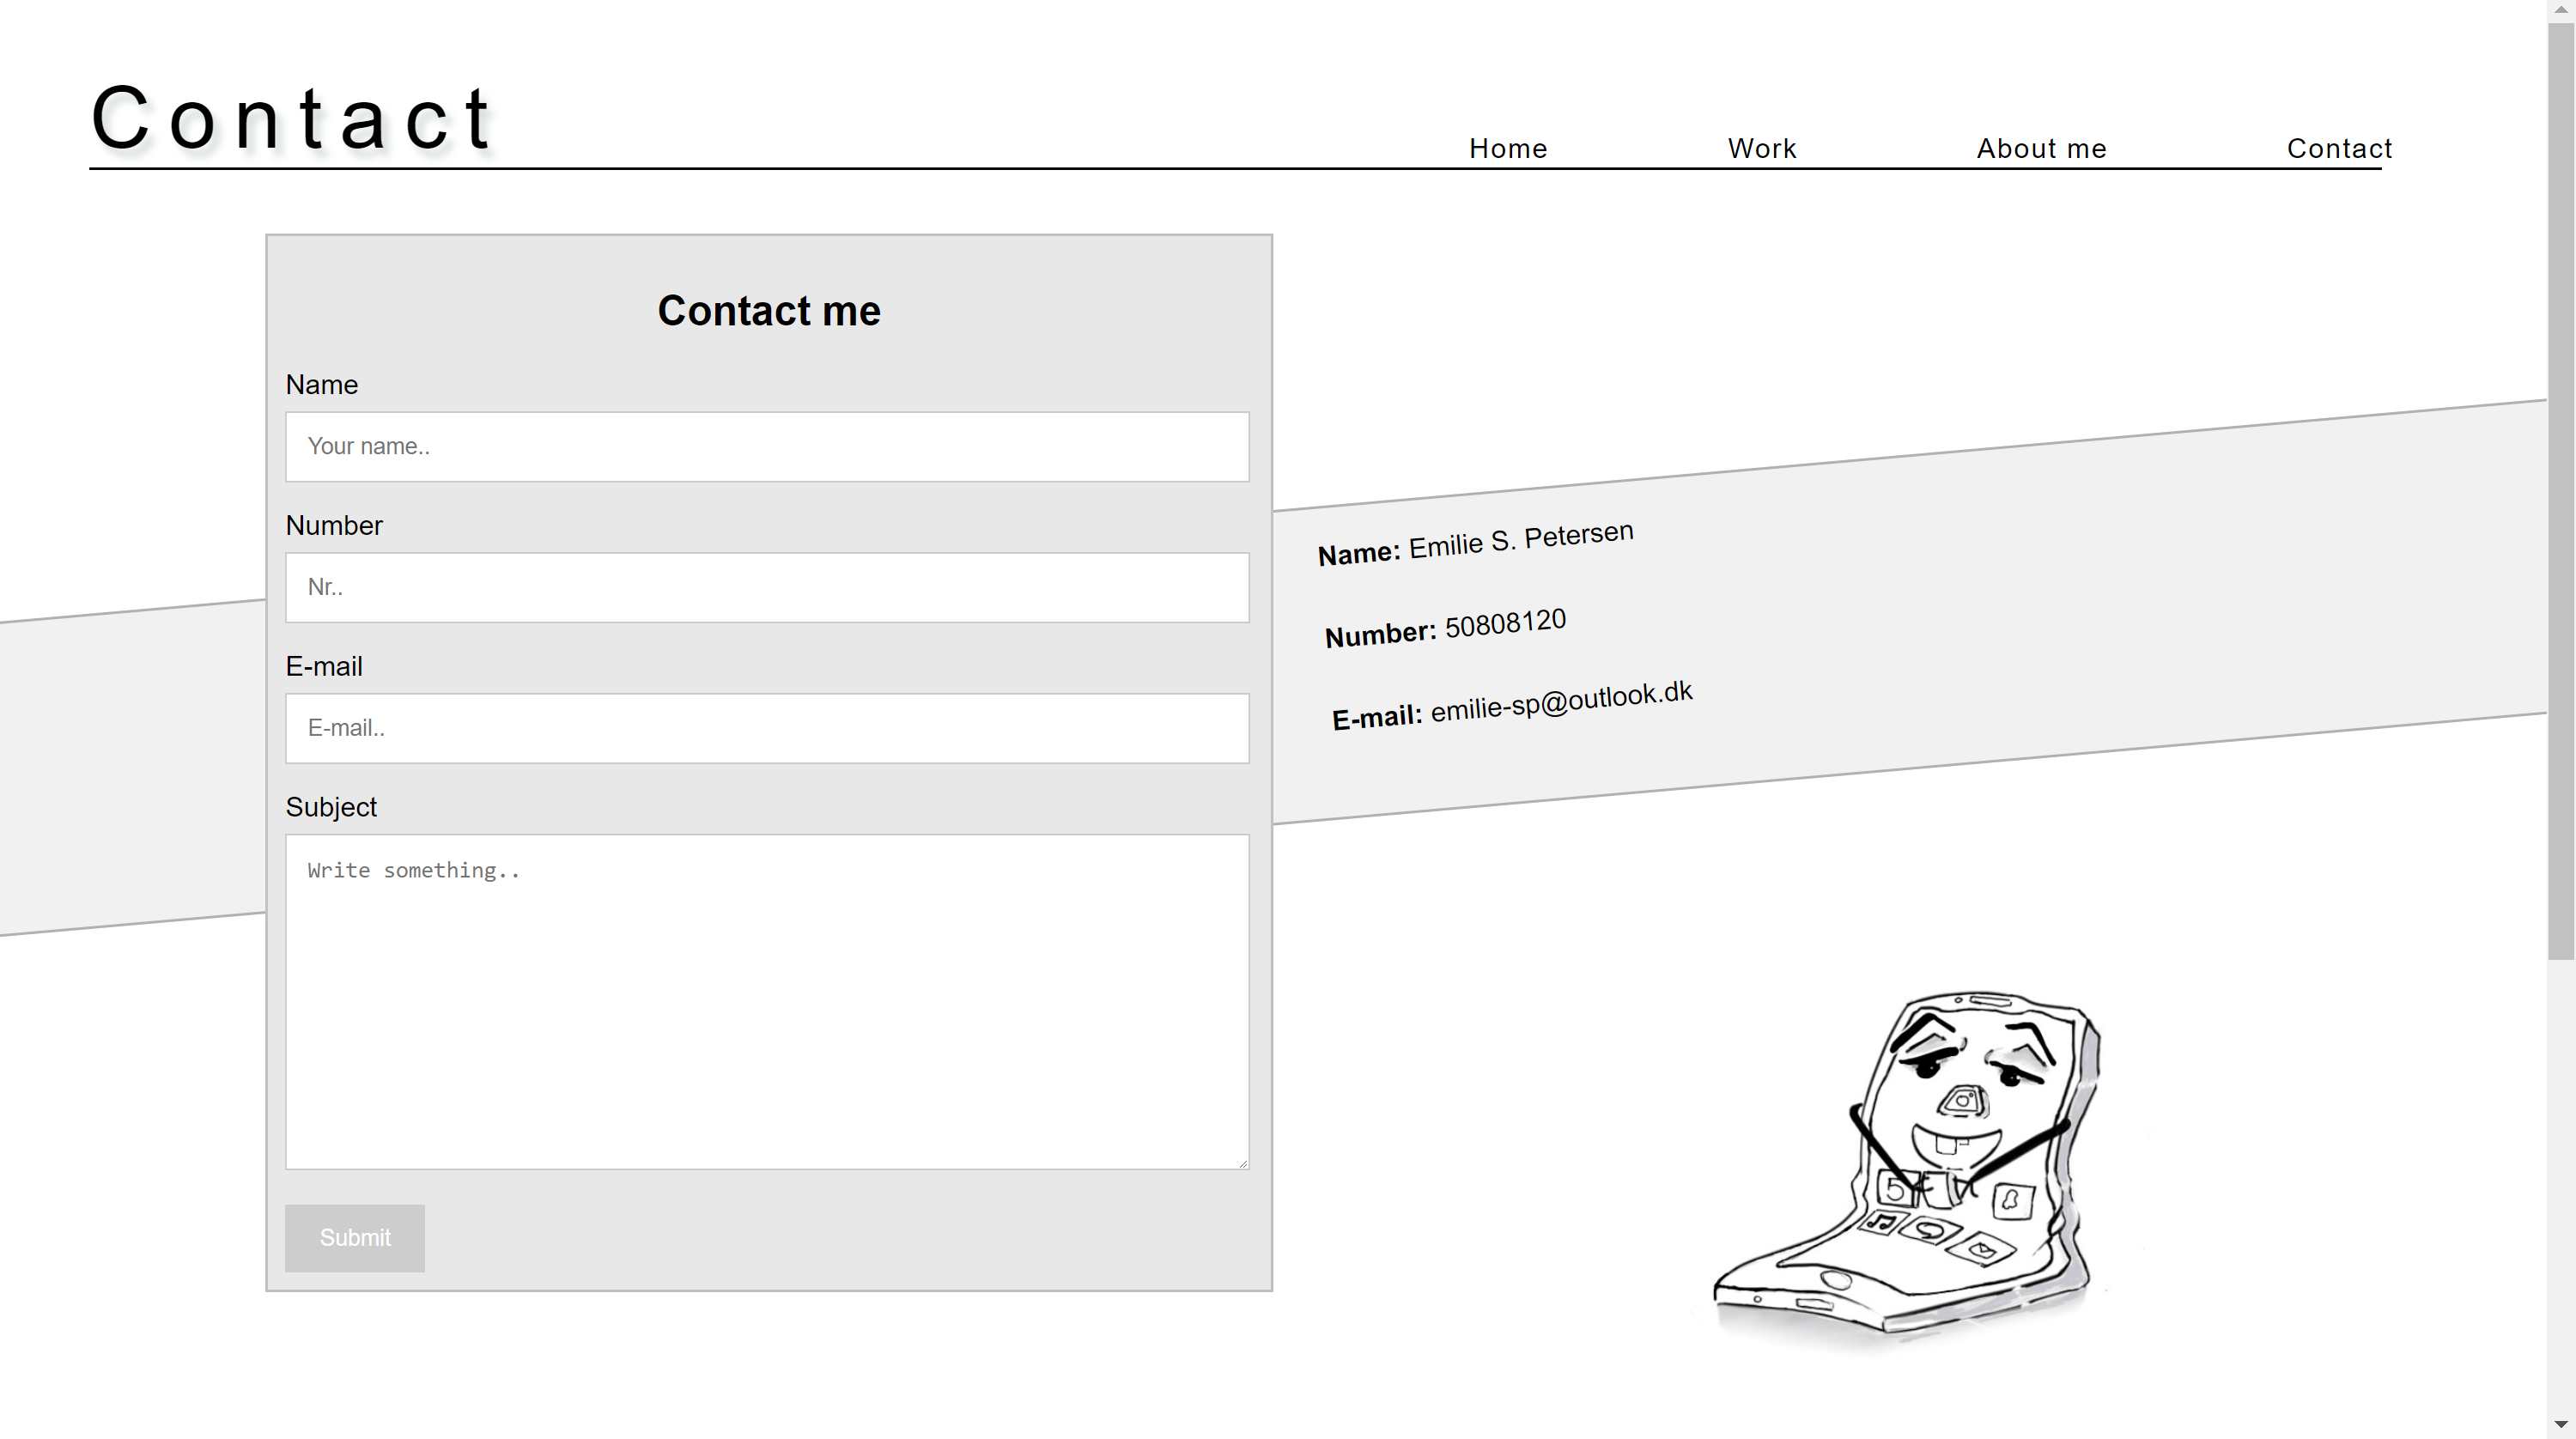 Contact
Home Work About me Contact
Contact me
Name
Your name..
Number
Nr..
E-mail
E-mail..
Subject
Write something..
Submit
Name: Emilie S. Petersen
Number: 50808120
E-mail: emilie-sp@outlook.dk
5